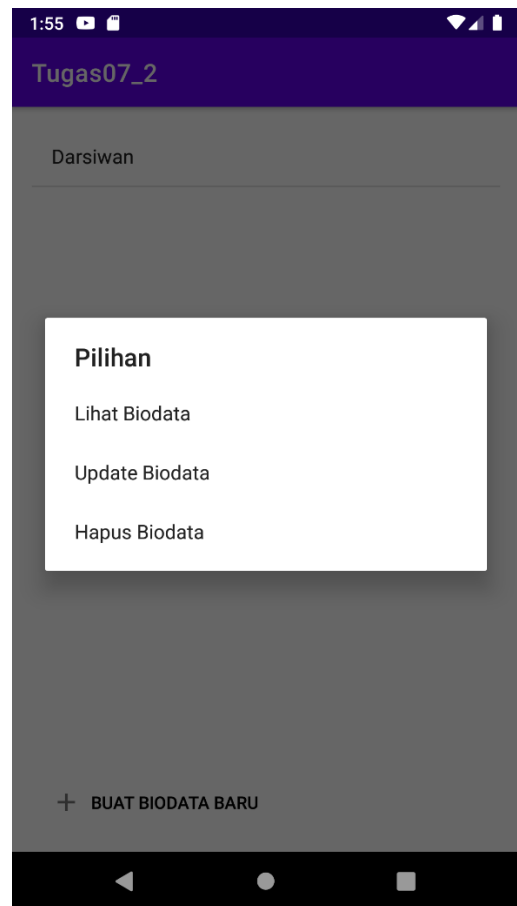 1:55
Tugas07_2
Darsiwan
Pilihan
Lihat Biodata
Update Biodata
Hapus Biodata
+ BUAT BIODATA BARU